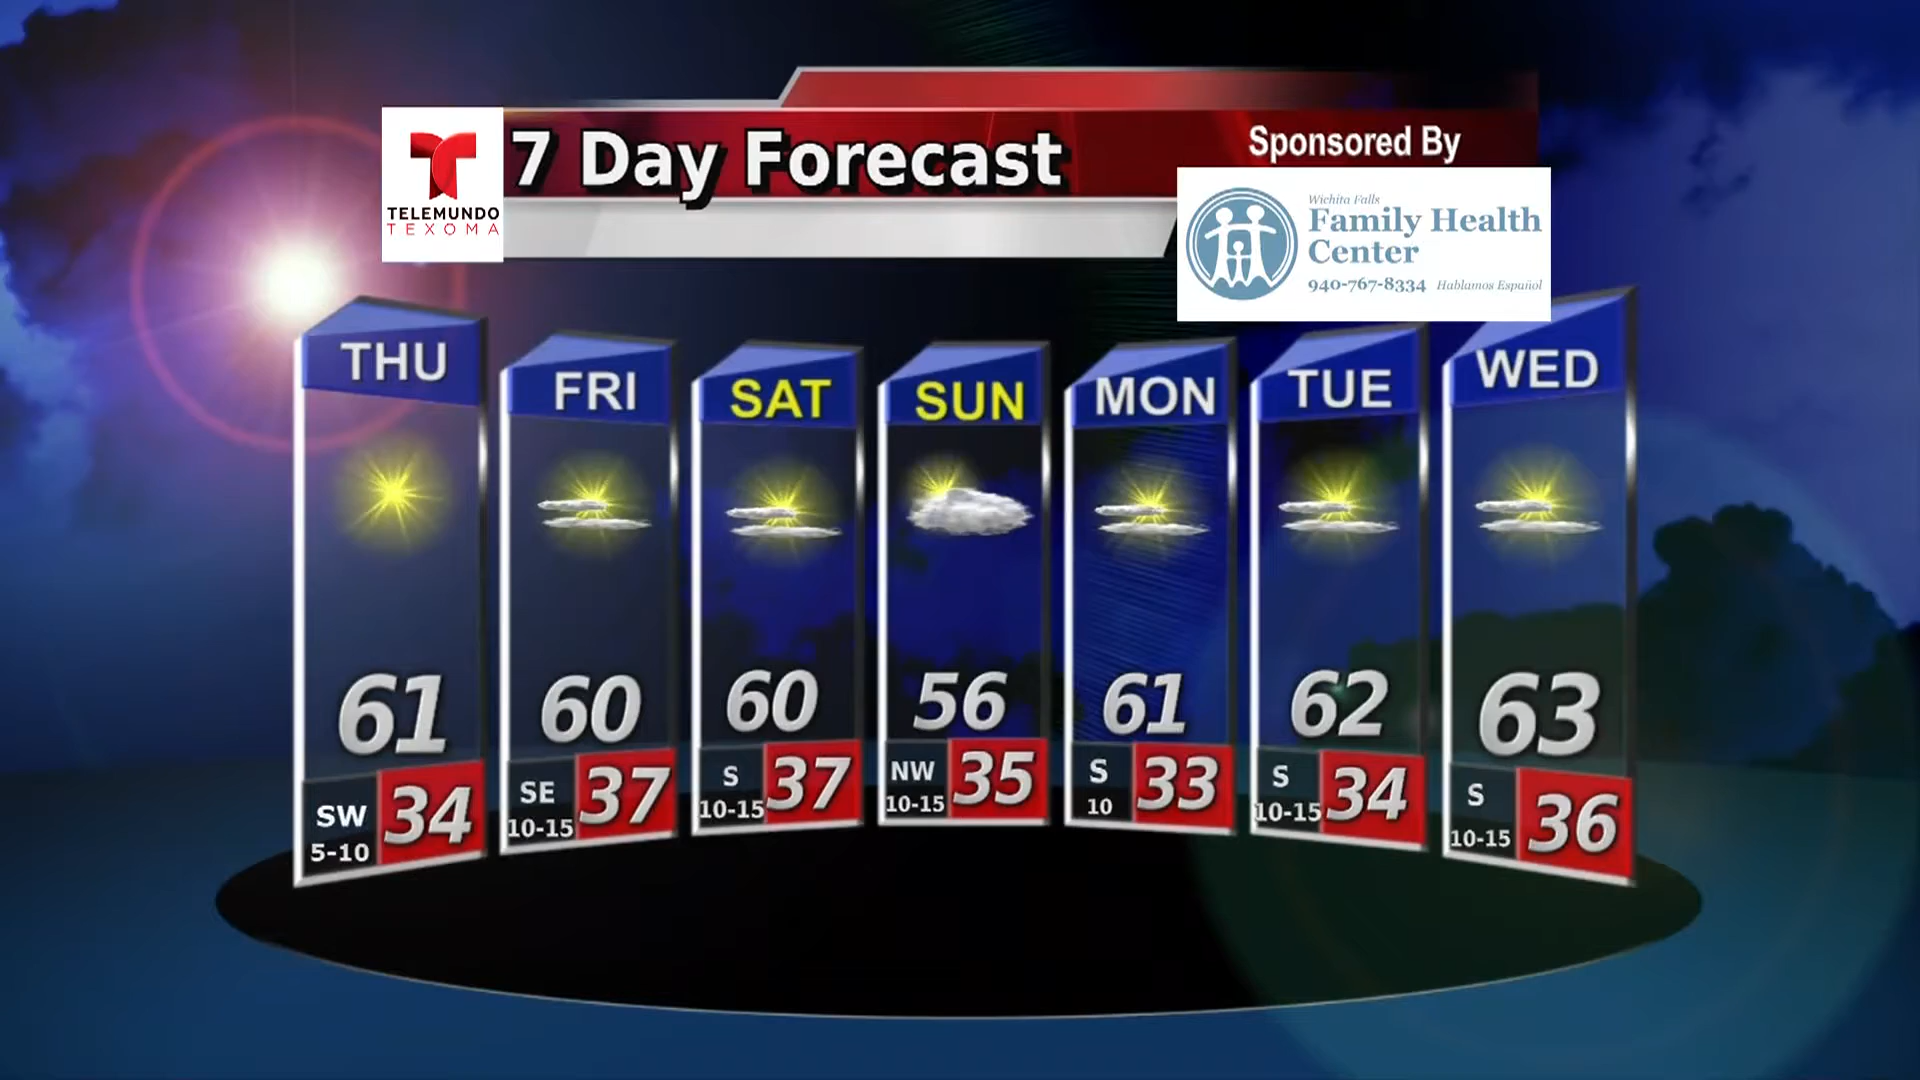 7 Day Forecast
TELEMUNDO
TEXOMA
Sponsored By
Wichita Falls
Family Health
Center
940-767-8334 Hablamos Español
THU
61
SW
5-10
34
FRI
60
SE
10-15
37
SAT
60
S
10-15
37
SUN
56
NW
10-15
35
MON
61
S
10
33
TUE
62
S
10-15
34
WED
63
S
10-15
36